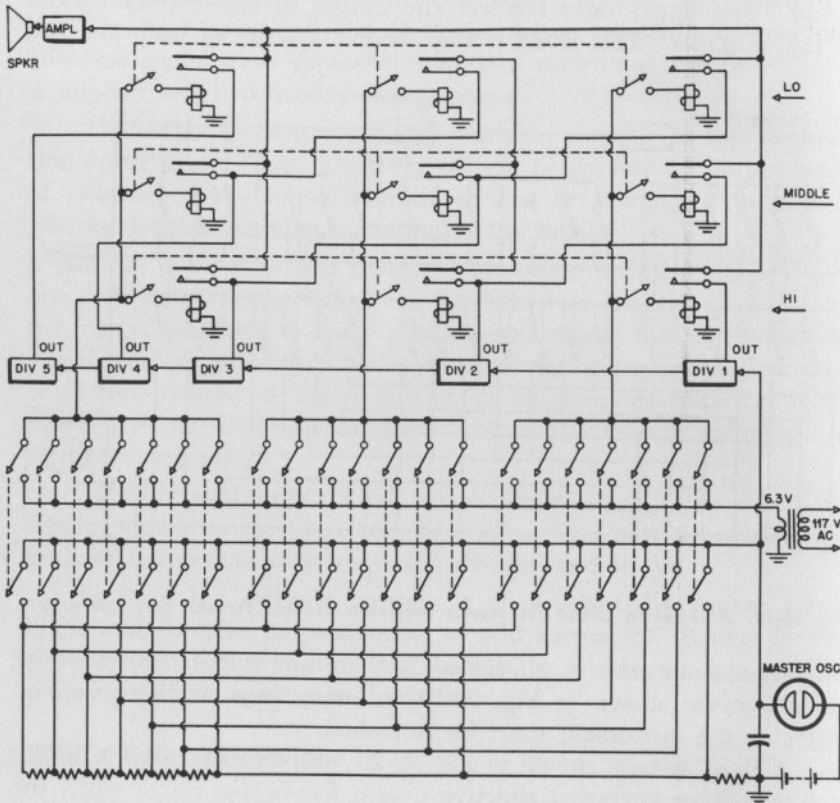 AMPL
SPKR
LO
MIDDLE
HI
OUT OUT OUT OUT OUT
DIV 5 DIV 4 DIV 3 DIV 2 DIV 1
6.3 V
117 V
AC
MASTER OSC